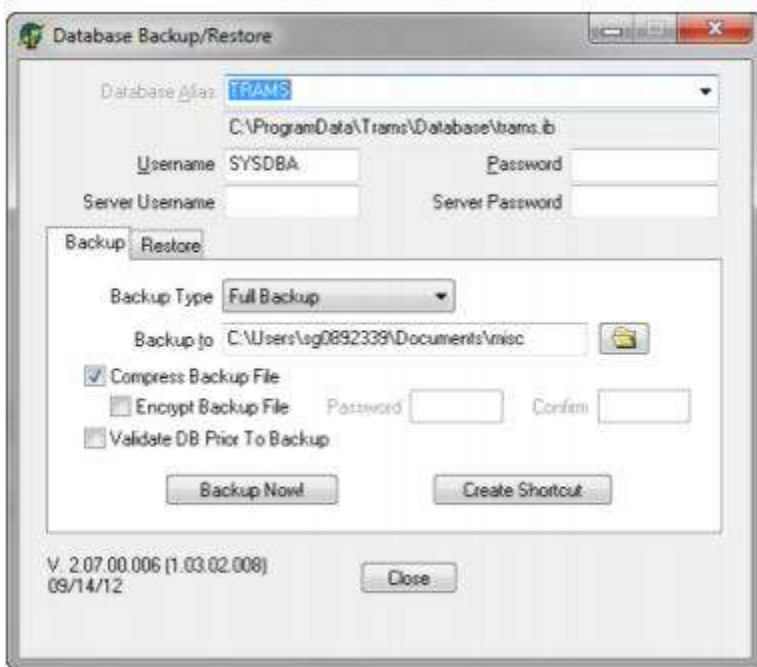 Database Backup/Restore
Database Alias TRAMS
C:\ProgramData\Trams\Database\trams.ib
Username SYSDBA Password
Server Username Server Password
Backup Restore
Backup Type Full Backup
Backup to C:\Users\sg0892339\Documents\misc
Compress Backup File
Encrypt Backup File Password Confirm
Validate DB Prior To Backup
Backup Now! Create Shortcut
V. 2.07.00.006 (1.03.02.008)
09/14/12
Close